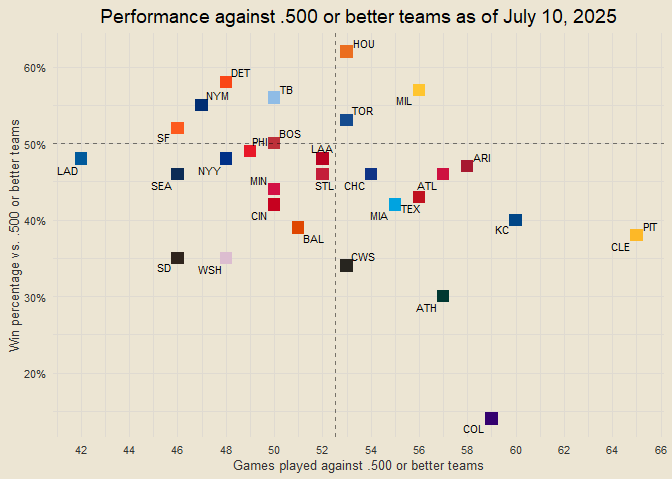 Performance against .500 or better teams as of July 10, 2025
Win percentage vs. .500 or better teams
60%
50%
40%
30%
20%
HOU
DET
TB
MIL
NYM
TOR
SF
BOS
PHI
LAA
LAD
NYY
ARI
SEA
MIN
STL
CHC
ATL
CIN
MIA
TEX
BAL
KC
PIT
CLE
SD
WSH
CWS
ATH
COL
42 44 46 48 50 52 54 56 58 60 62 64 66
Games played against .500 or better teams